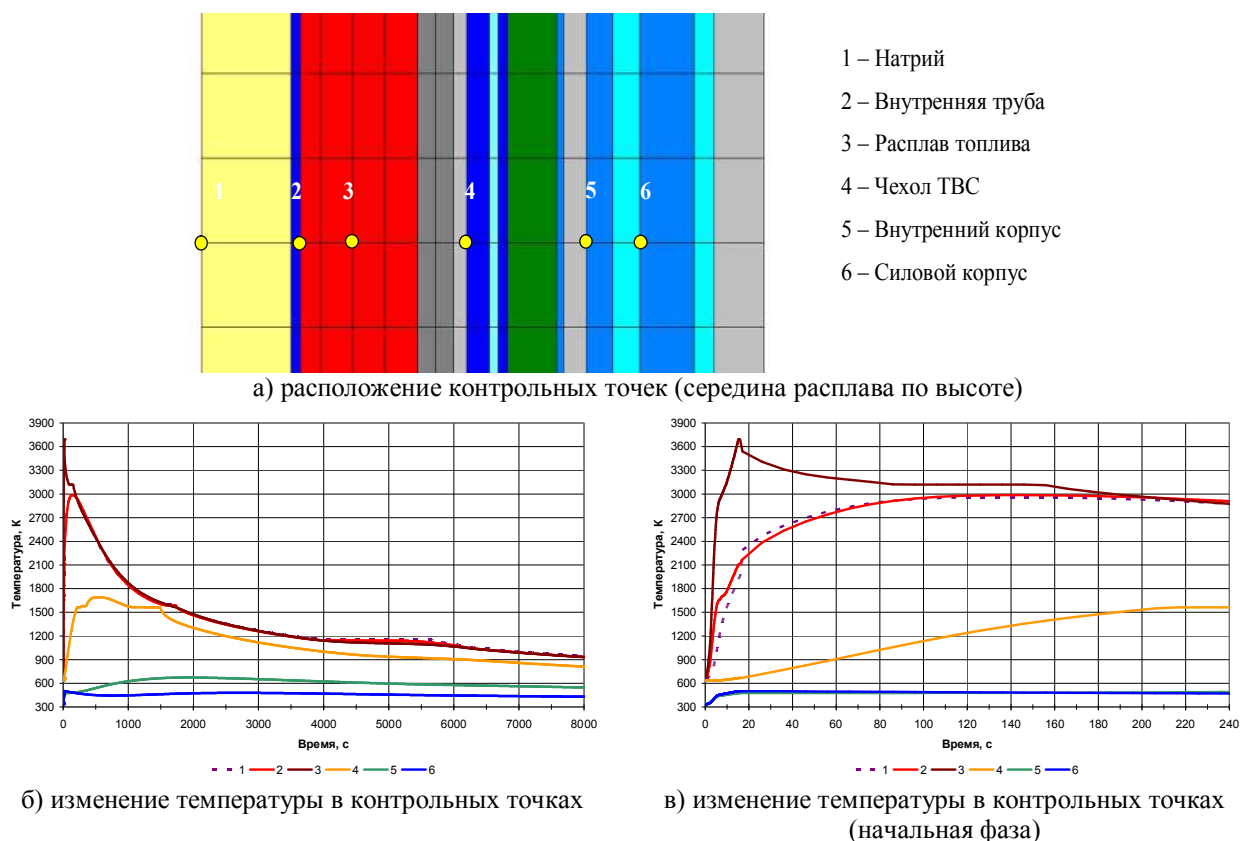 1 – Натрий
2 – Внутренняя труба
3 – Расплав топлива
4 – Чехол ТВС
5 – Внутренний корпус
6 – Силовой корпус
1 2 3 4 5 6
а) расположение контрольных точек (середина расплава по высоте)
Температура, К
3900
3600
3300
3000
2700
2400
2100
1800
1500
1200
900
600
300
0 1000 2000 3000 4000 5000 6000 7000 8000
Время, с
1 2 3 4 5 6
б) изменение температуры в контрольных точках
Температура, К
3900
3600
3300
3000
2700
2400
2100
1800
1500
1200
900
600
300
0 20 40 60 80 100 120 140 160 180 200 220 240
Время, с
1 2 3 4 5 6
в) изменение температуры в контрольных точках
(начальная фаза)